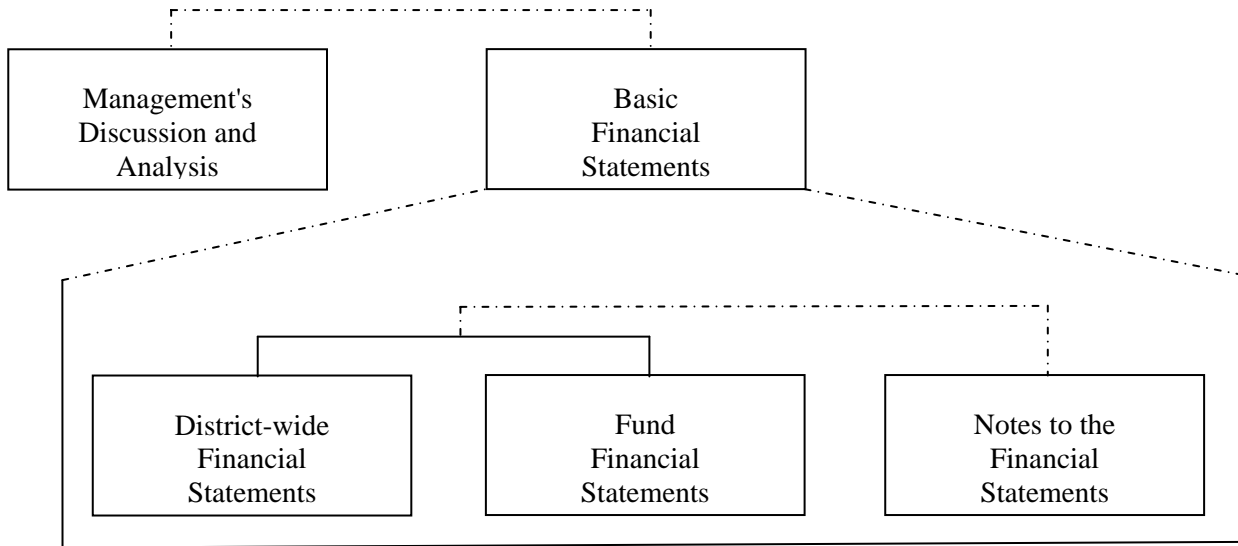 Management's
Discussion and
Analysis
Basic
Financial
Statements
District-wide
Financial
Statements
Fund
Financial
Statements
Notes to the
Financial
Statements